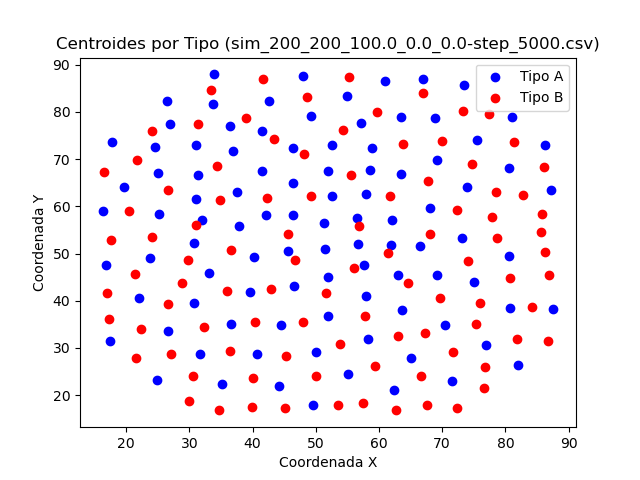 Centroides por Tipo (sim_200_200_100.0_0.0_0.0-step_5000.csv)
Tipo A
Tipo B
90
80
70
60
50
40
30
20
Coordenada Y
20 30 40 50 60 70 80 90
Coordenada X